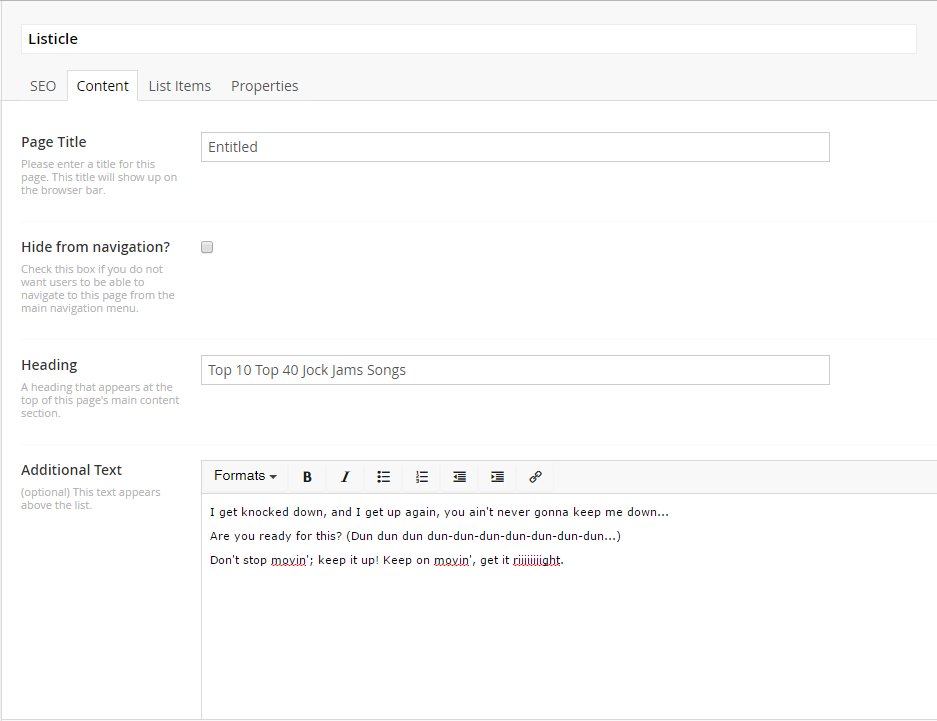 Listicle
SEO Content List Items Properties
Page Title
Entitled
Please enter a title for this
page. This title will show up on
the browser bar.
Hide from navigation?
Check this box if you do not
want users to be able to
navigate to this page from the
main navigation menu.
Heading
Top 10 Top 40 Jock Jams Songs
A heading that appears at the
top of this page's main content
section.
Additional Text
(optional) This text appears
above the list.
Formats B I
I get knocked down, and I get up again, you ain't never gonna keep me down...
Are you ready for this? (Dun dun dun dun-dun-dun-dun-dun-dun-dun...)
Don't stop movin'; keep it up! Keep on movin', get it riiiiiiiight.